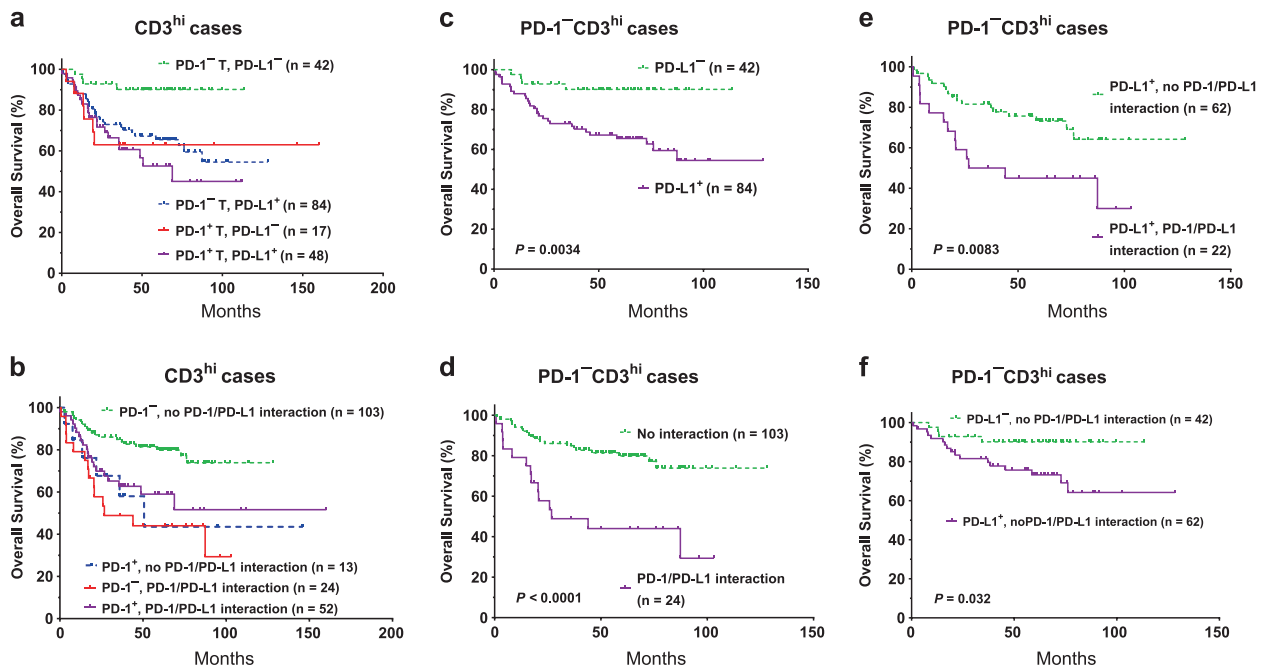 a
CD3hi cases
PD-1− T, PD-L1− (n = 42)
PD-1− T, PD-L1+ (n = 84)
PD-1+ T, PD-L1− (n = 17)
PD-1+ T, PD-L1+ (n = 48)
Overall Survival (%)
100
80
60
40
20
0
0 50 100 150 200
Months
c
PD-1−CD3hi cases
PD-L1− (n = 42)
PD-L1+ (n = 84)
P = 0.0034
Overall Survival (%)
100
80
60
40
20
0
0 50 100 150
Months
e
PD-1−CD3hi cases
PD-L1+, no PD-1/PD-L1
interaction (n = 62)
PD-L1+, PD-1/PD-L1
interaction (n = 22)
P = 0.0083
Overall Survival (%)
100
80
60
40
20
0
0 50 100 150
Months
b
CD3hi cases
PD-1−, no PD-1/PD-L1 interaction (n = 103)
PD-1+, no PD-1/PD-L1 interaction (n = 13)
PD-1−, PD-1/PD-L1 interaction (n = 24)
PD-1+, PD-1/PD-L1 interaction (n = 52)
Overall Survival (%)
100
80
60
40
20
0
0 50 100 150 200
Months
d
PD-1−CD3hi cases
No interaction (n = 103)
PD-1/PD-L1 interaction
(n = 24)
P < 0.0001
Overall Survival (%)
100
80
60
40
20
0
0 50 100 150
Months
f
PD-1−CD3hi cases
PD-L1−, no PD-1/PD-L1 interaction (n = 42)
PD-L1+, noPD-1/PD-L1 interaction (n = 62)
P = 0.032
Overall Survival (%)
100
80
60
40
20
0
0 50 100 150
Months